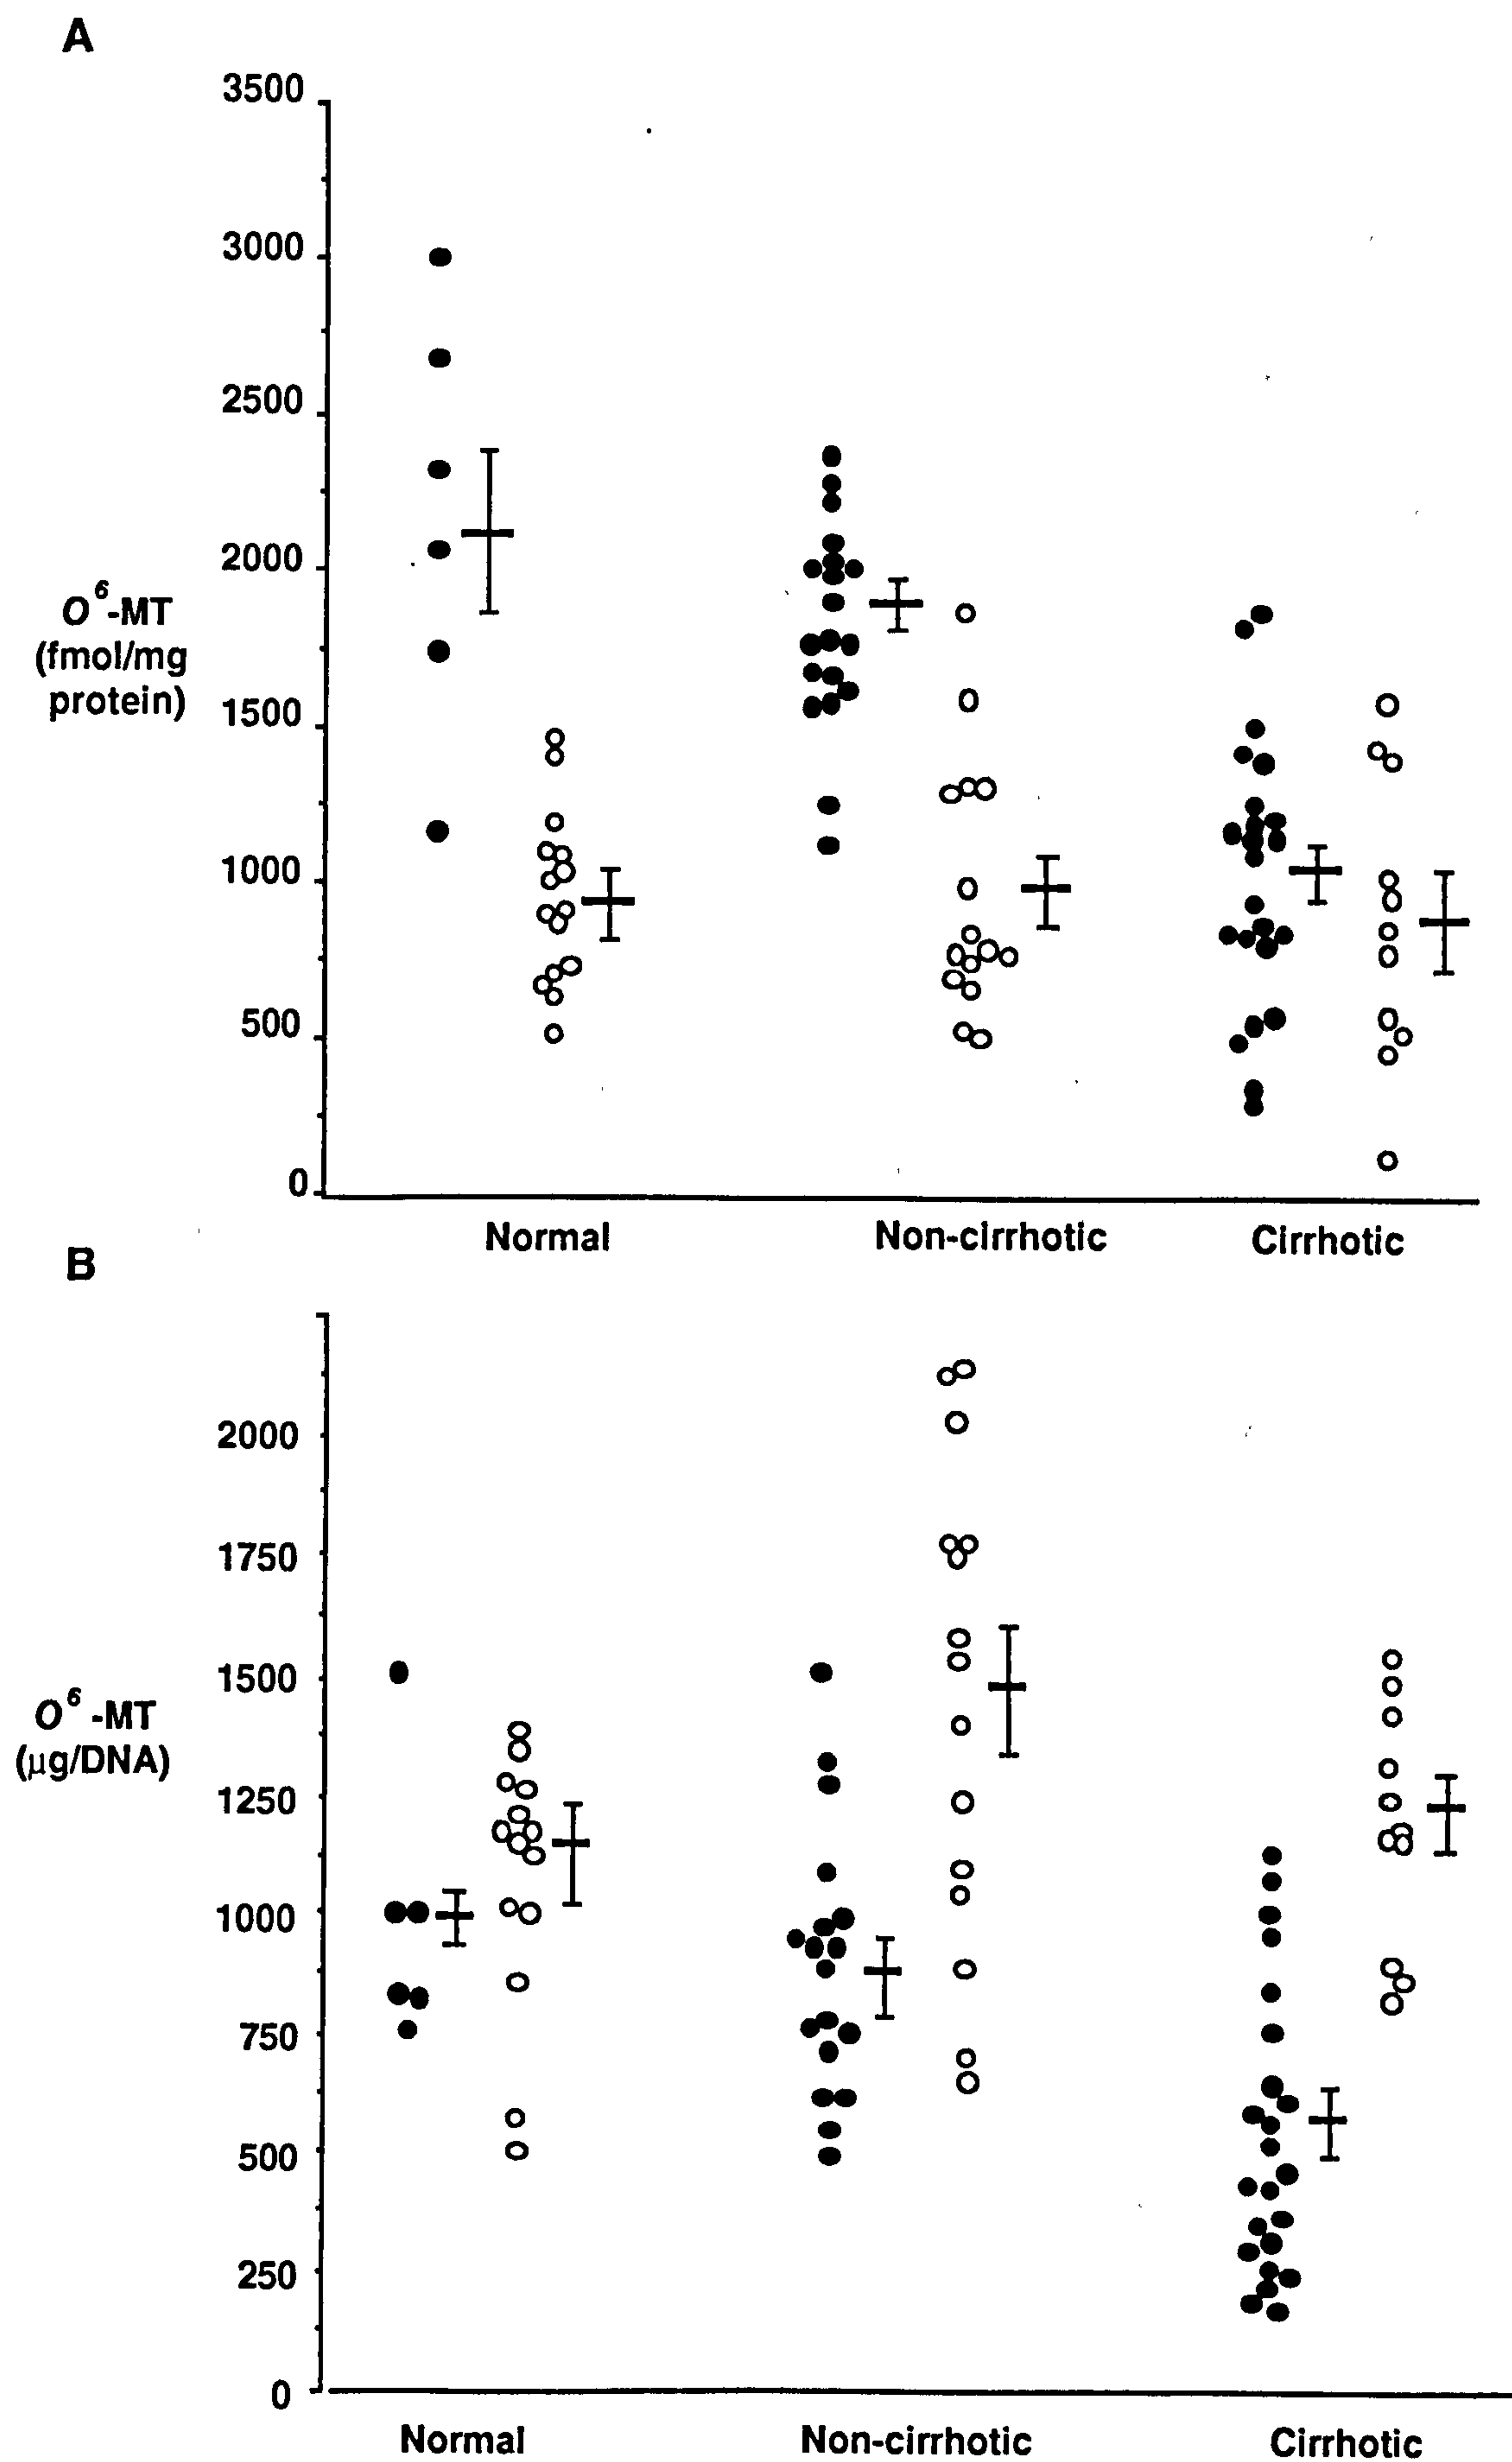 A
3500
3000
2500
2000
O⁶-MT
(fmol/mg
protein)
1500
1000
500
0
Normal Non-cirrhotic Cirrhotic
B
2000
1750
1500
O⁶-MT
(μg/DNA)
1250
1000
750
500
250
0
Normal Non-cirrhotic Cirrhotic